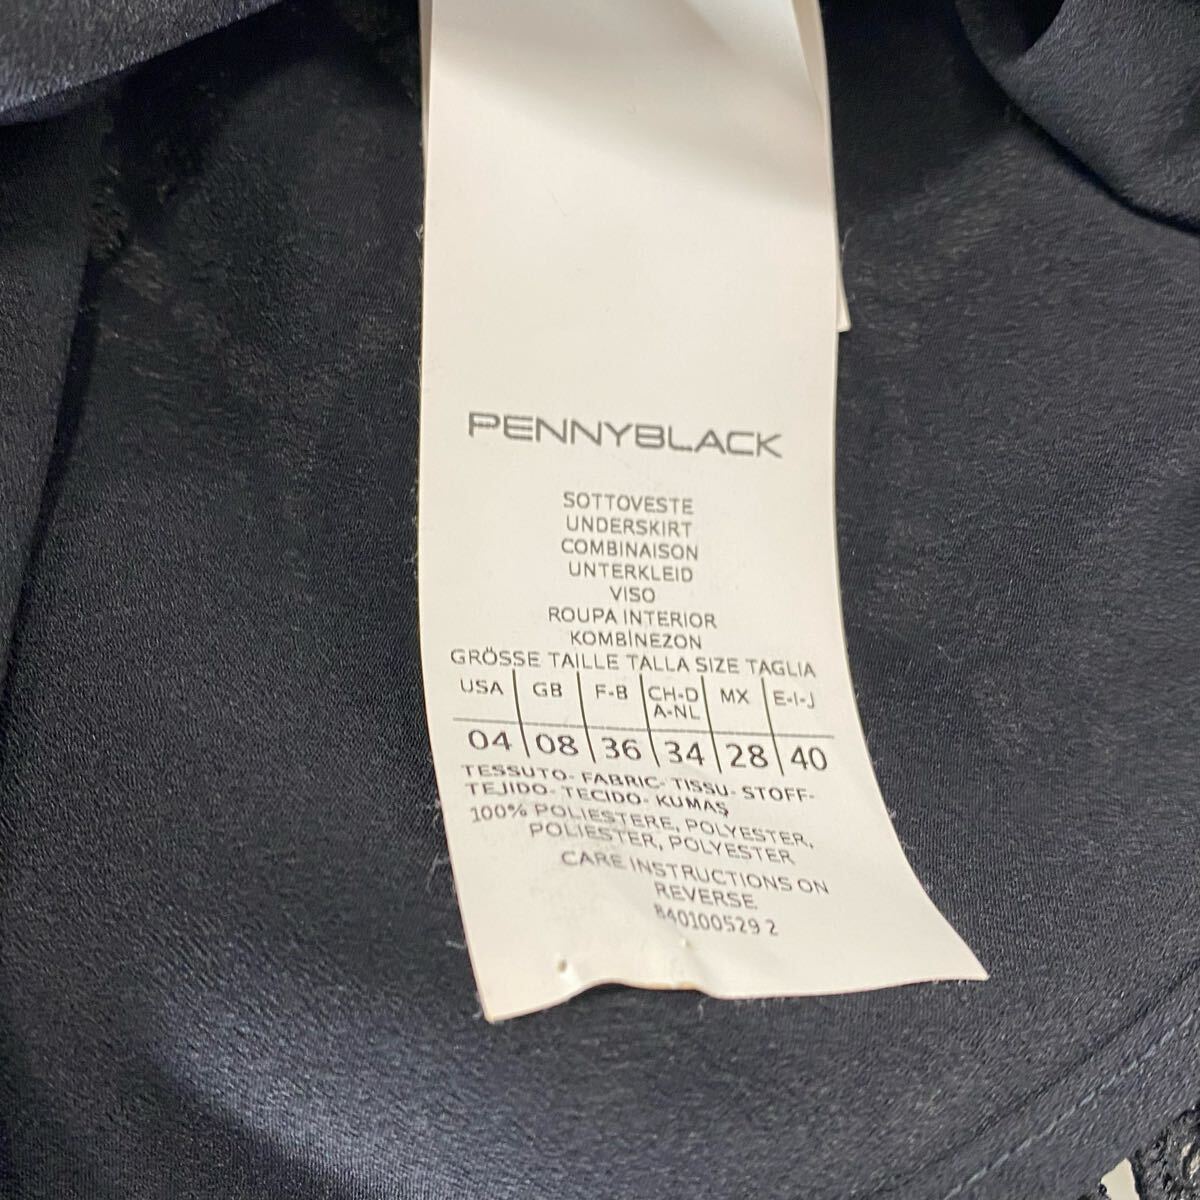 PENNYBLACK
SOTTOVESTE
UNDERSKIRT
COMBINAISON
UNTERKLEID
VISO
ROUPA INTERIOR
KOMBİNEZON
GRÖSSE TAILLE TALLA SIZE TAGLIA
USA GB F-B CH-D A-NL MX E-I-J
04 08 36 34 28 40
TESSUTO- FABRIC- TISSU- STOFF-
TEJIDO- TECIDO- KUMAŞ
100% POLIESTERE, POLYESTER,
POLIESTER, POLYESTER
CARE INSTRUCTIONS ON
REVERSE
840100529 2